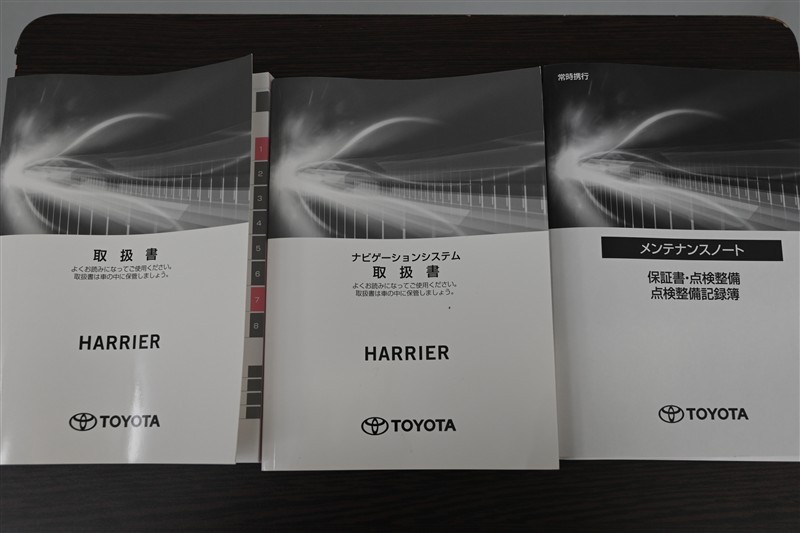 取扱書
よくお読みになってご使用ください。
取扱書は車の中に保管しましょう。
HARRIER
TOYOTA
1
2
3
4
5
6
7
8
ナビゲーションシステム
取扱書
よくお読みになってご使用ください。
取扱書は車の中に保管しましょう。
HARRIER
TOYOTA
常時携行
メンテナンスノート
保証書・点検整備
点検整備記録簿
TOYOTA